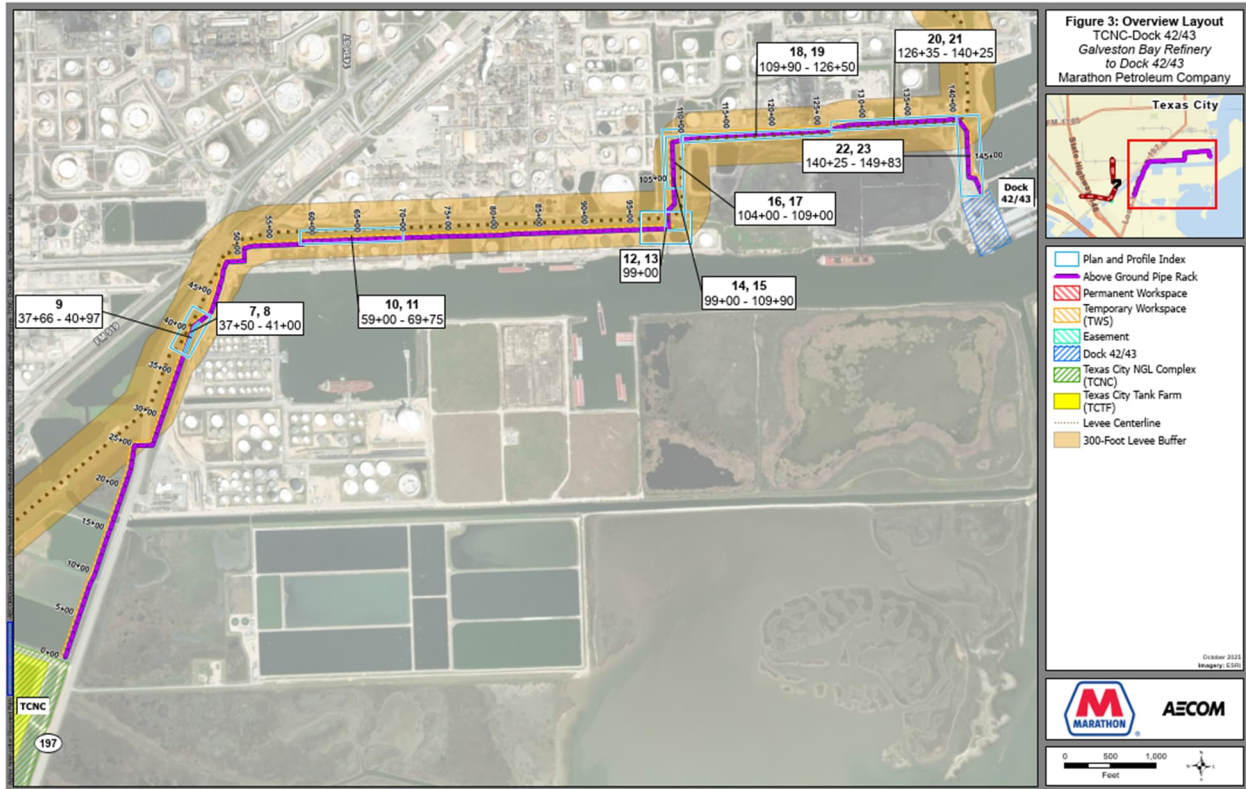 Figure 3: Overview Layout
TCNC-Dock 42/43
Galveston Bay Refinery
to Dock 42/43
Marathon Petroleum Company
Texas City
Plan and Profile Index
Above Ground Pipe Rack
Permanent Workspace
Temporary Workspace
(TWS)
Easement
Dock 42/43
Texas City NGL Complex
(TCNC)
Texas City Tank Farm
(TCTF)
Levee Centerline
300-Foot Levee Buffer
October 2025
Imagery: ESRI
MARATHON
AECOM
0 500 1,000
Feet
20, 21
126+35 - 140+25
18, 19
109+90 - 126+50
22, 23
140+25 - 149+83
16, 17
104+00 - 109+00
14, 15
99+00 - 109+90
12, 13
99+00
10, 11
59+00 - 69+75
7, 8
37+50 - 41+00
9
37+66 - 40+97
Dock
42/43
TCNC
197
FM-519
0+00
5+00
10+00
15+00
20+00
25+00
30+00
35+00
40+00
45+00
50+00
55+00
60+00
65+00
70+00
75+00
80+00
85+00
90+00
95+00
105+00
110+00
115+00
120+00
125+00
130+00
135+00
140+00
145+00